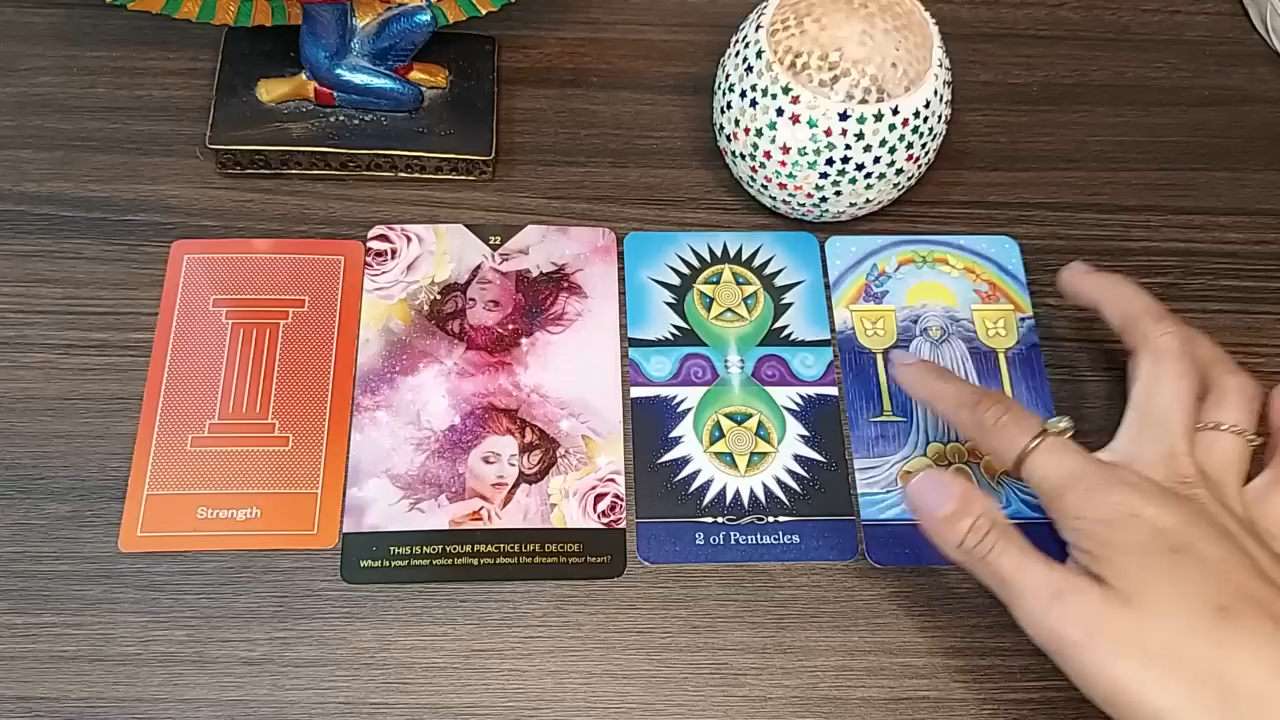 22
Strength
THIS IS NOT YOUR PRACTICE LIFE. DECIDE!
What is your inner voice telling you about the dream in your heart?
2 of Pentacles